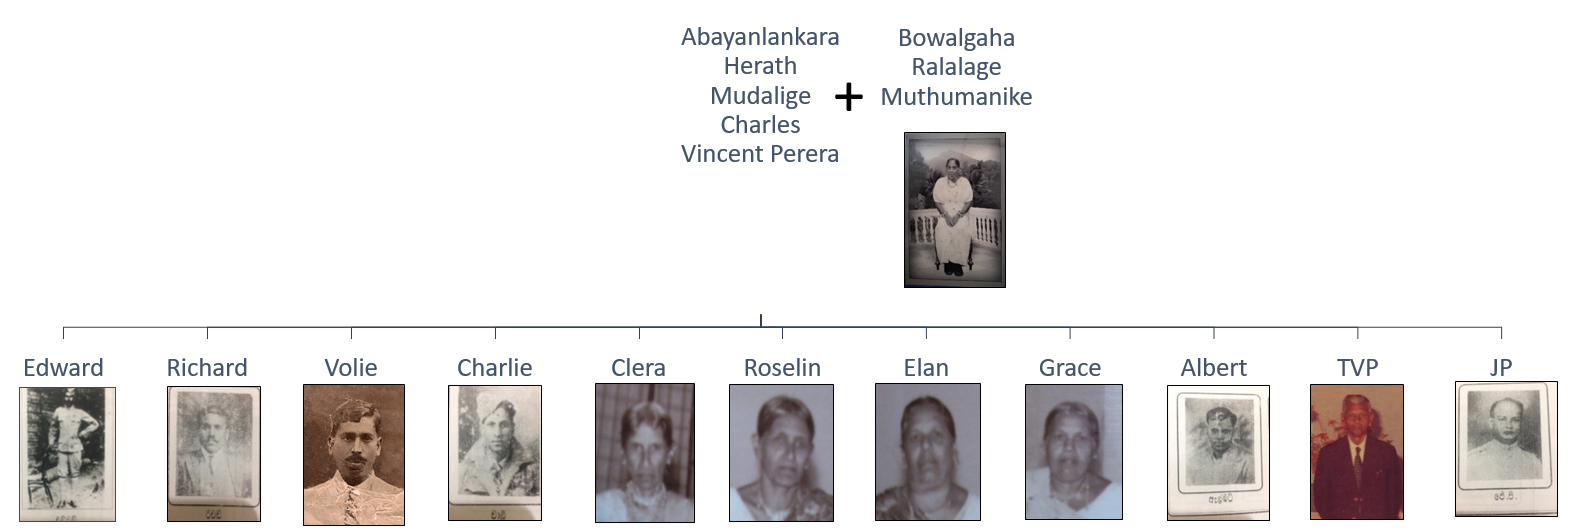 Abayanlankara
Herath
Mudalige
Charles
Vincent Perera
+
Bowalgaha
Ralalage
Muthumanike
Edward
Richard
Volie
Charlie
Clera
Roselin
Elan
Grace
Albert
TVP
JP
ජේ.පී.